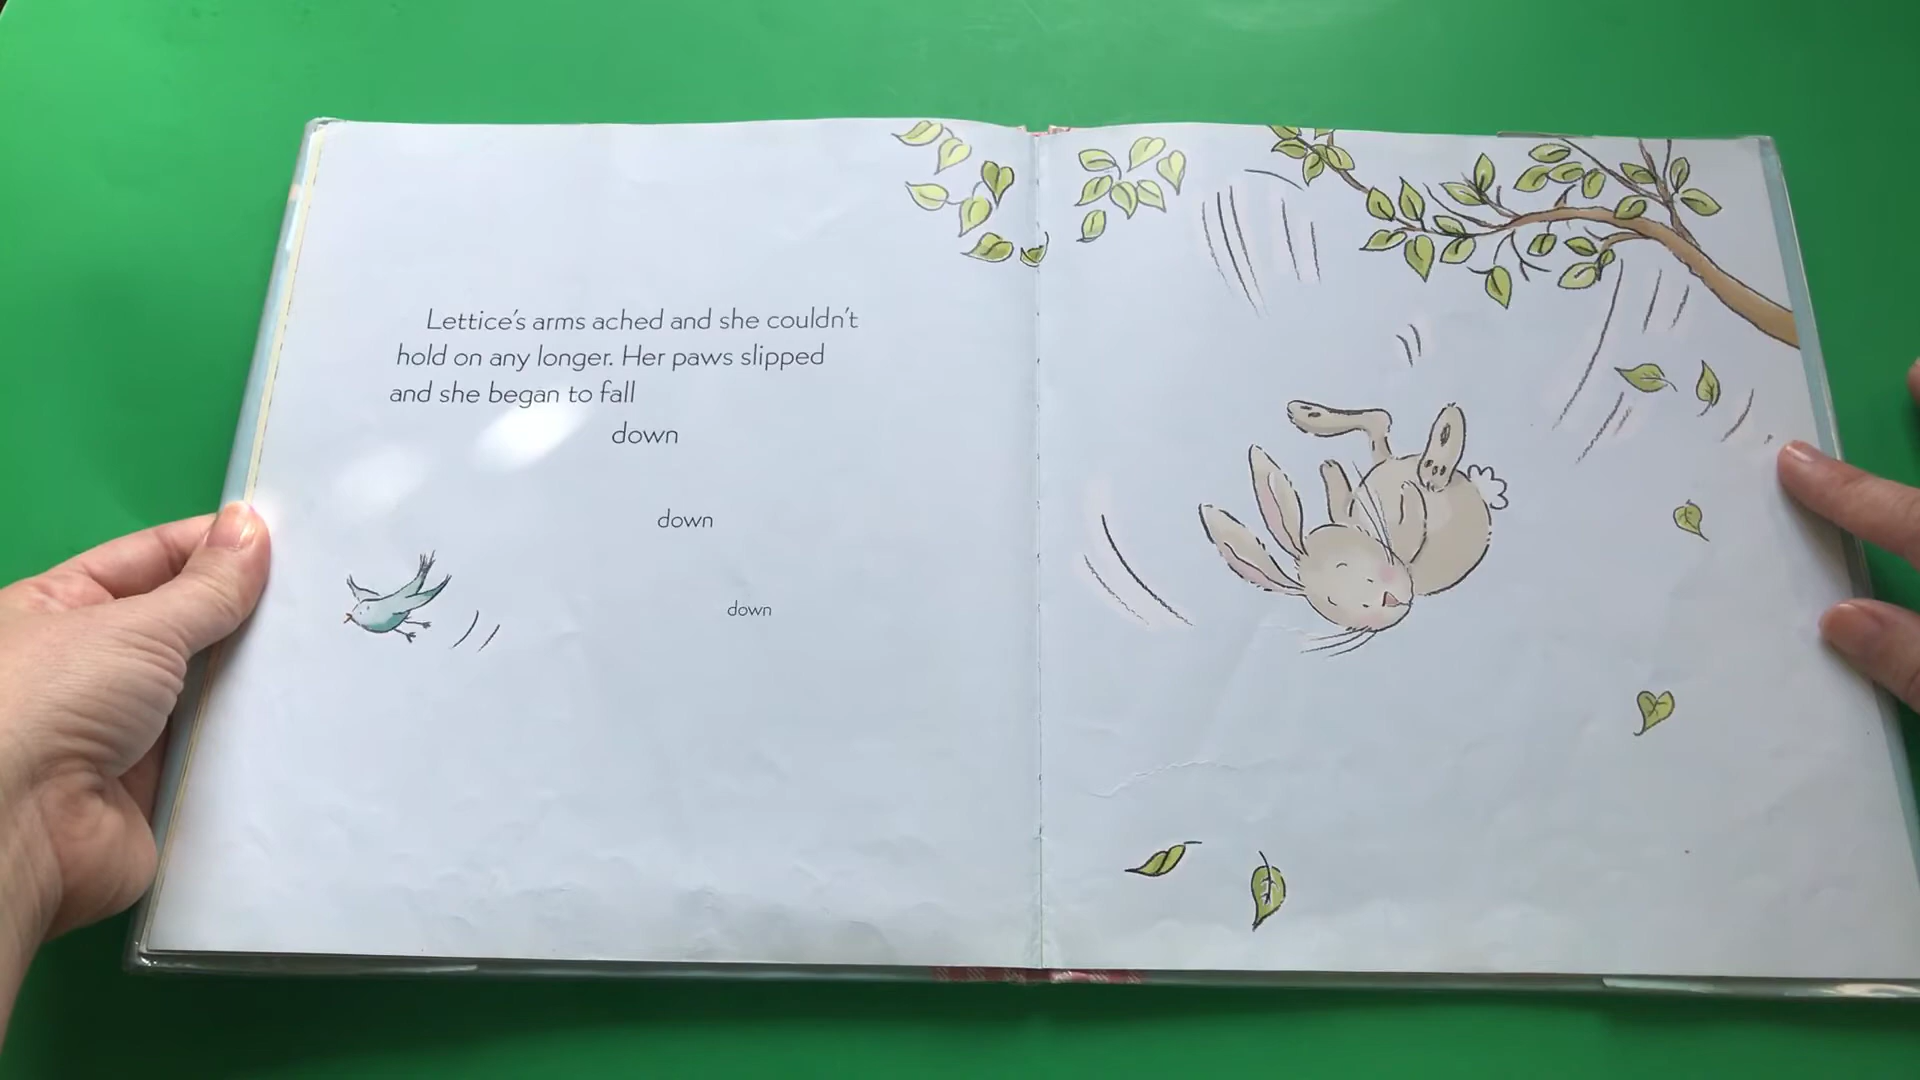 Lettice's arms ached and she couldn't
hold on any longer. Her paws slipped
and she began to fall
down
down
down